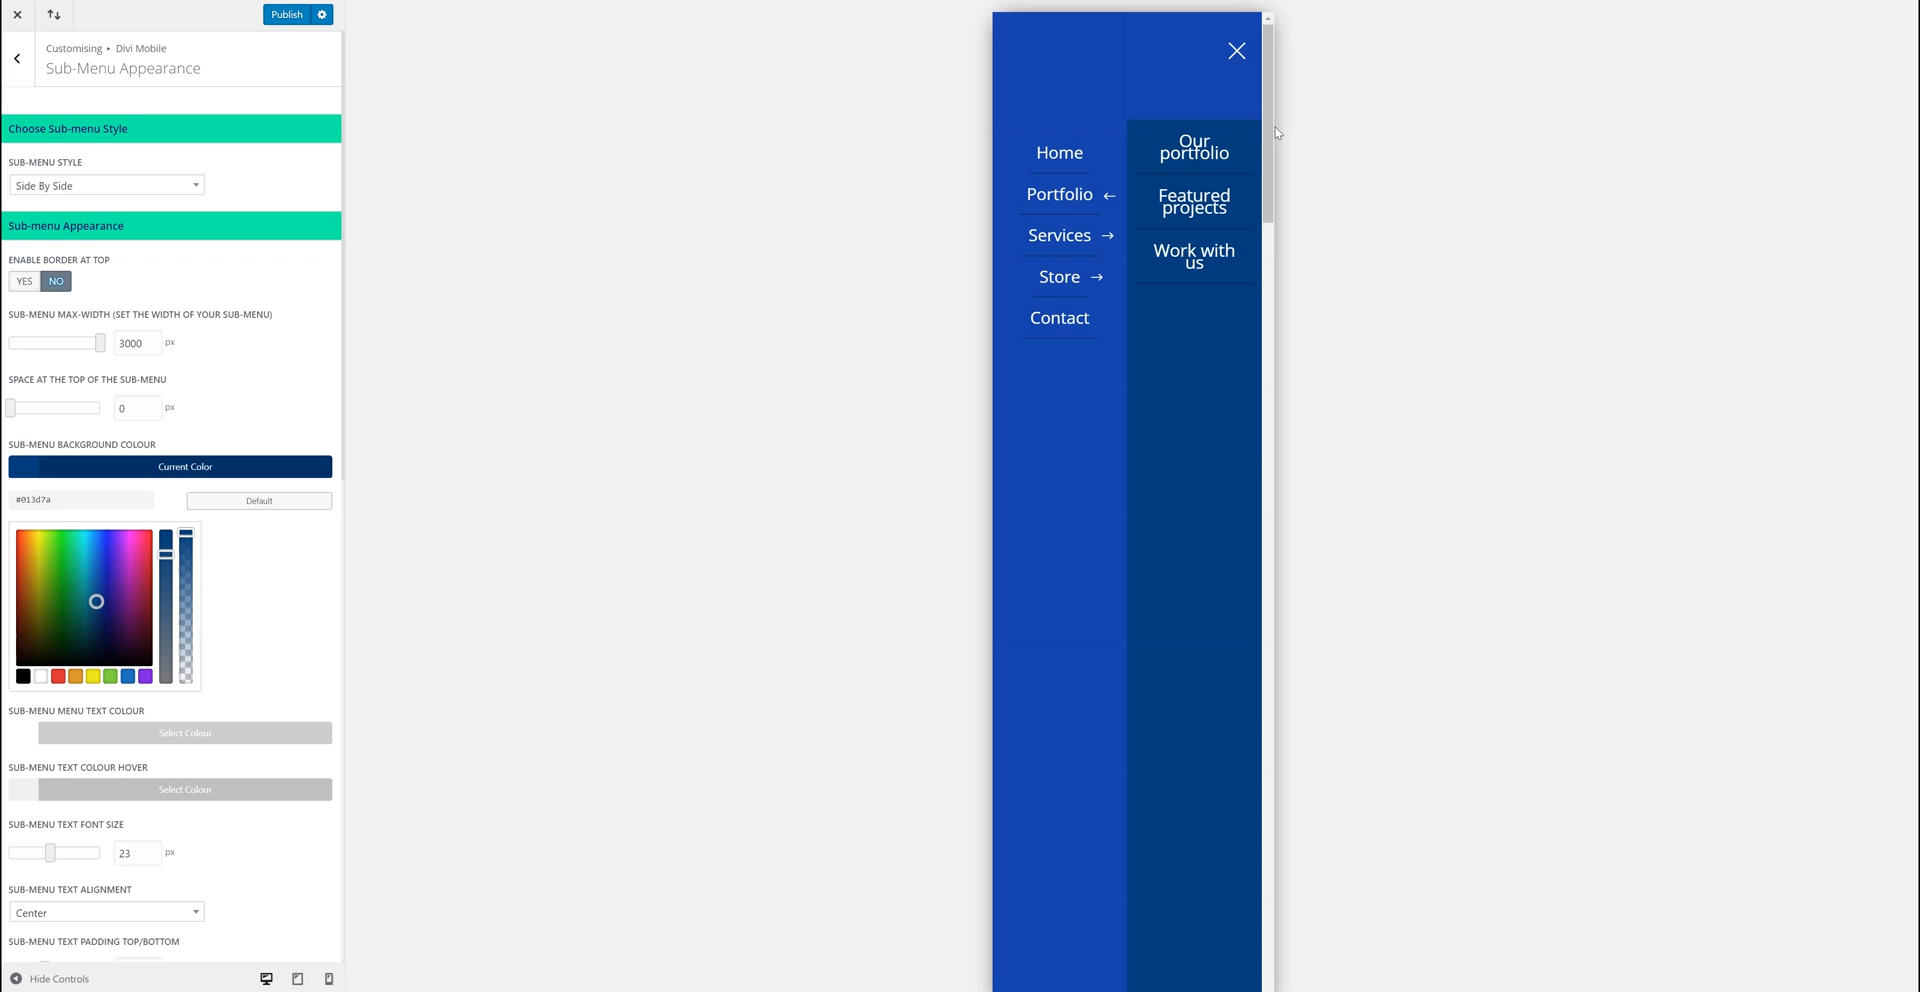 Publish
Customising ▸ Divi Mobile
Sub-Menu Appearance
Choose Sub-menu Style
SUB-MENU STYLE
Side By Side
Sub-menu Appearance
ENABLE BORDER AT TOP
YES NO
SUB-MENU MAX-WIDTH (SET THE WIDTH OF YOUR SUB-MENU)
3000 px
SPACE AT THE TOP OF THE SUB-MENU
0 px
SUB-MENU BACKGROUND COLOUR
Current Color
#013d7a Default
SUB-MENU MENU TEXT COLOUR
Select Colour
SUB-MENU TEXT COLOUR HOVER
Select Colour
SUB-MENU TEXT FONT SIZE
23 px
SUB-MENU TEXT ALIGNMENT
Center
SUB-MENU TEXT PADDING TOP/BOTTOM
Hide Controls
Home
Portfolio ←
Services →
Store →
Contact
Our
portfolio
Featured
projects
Work with
us